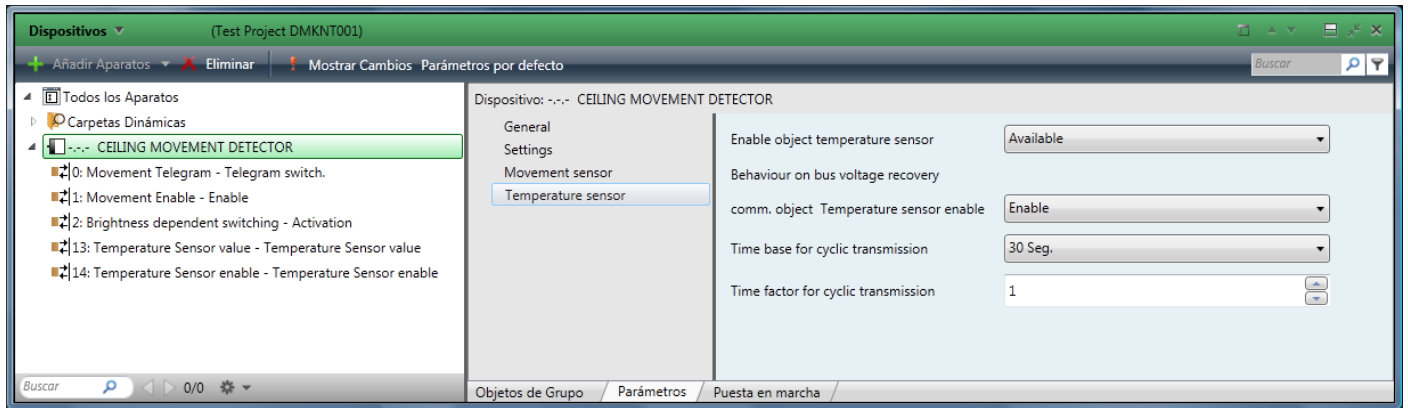 Dispositivos (Test Project DMKNT001)
Añadir Aparatos Eliminar Mostrar Cambios Parámetros por defecto Buscar
Todos los Aparatos
Carpetas Dinámicas
-.-.- CEILING MOVEMENT DETECTOR
0: Movement Telegram - Telegram switch.
1: Movement Enable - Enable
2: Brightness dependent switching - Activation
13: Temperature Sensor value - Temperature Sensor value
14: Temperature Sensor enable - Temperature Sensor enable
Buscar 0/0
Dispositivo: -.-.- CEILING MOVEMENT DETECTOR
General
Settings
Movement sensor
Temperature sensor
Enable object temperature sensor Available
Behaviour on bus voltage recovery
comm. object Temperature sensor enable Enable
Time base for cyclic transmission 30 Seg.
Time factor for cyclic transmission 1
Objetos de Grupo Parámetros Puesta en marcha